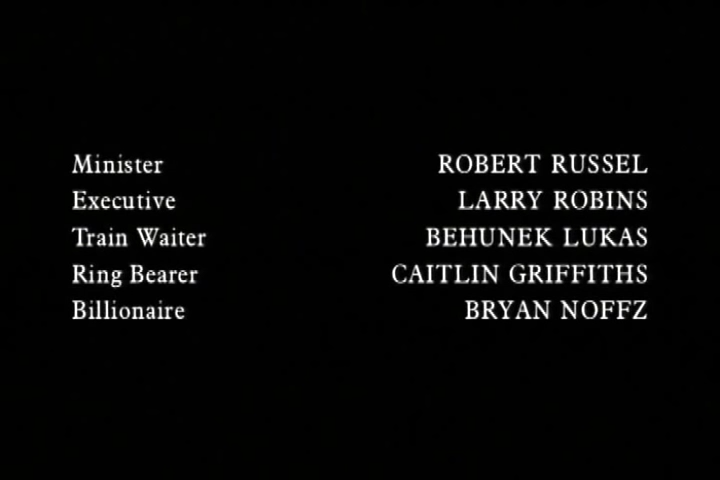 Minister ROBERT RUSSEL
Executive LARRY ROBINS
Train Waiter BEHUNEK LUKAS
Ring Bearer CAITLIN GRIFFITHS
Billionaire BRYAN NOFFZ